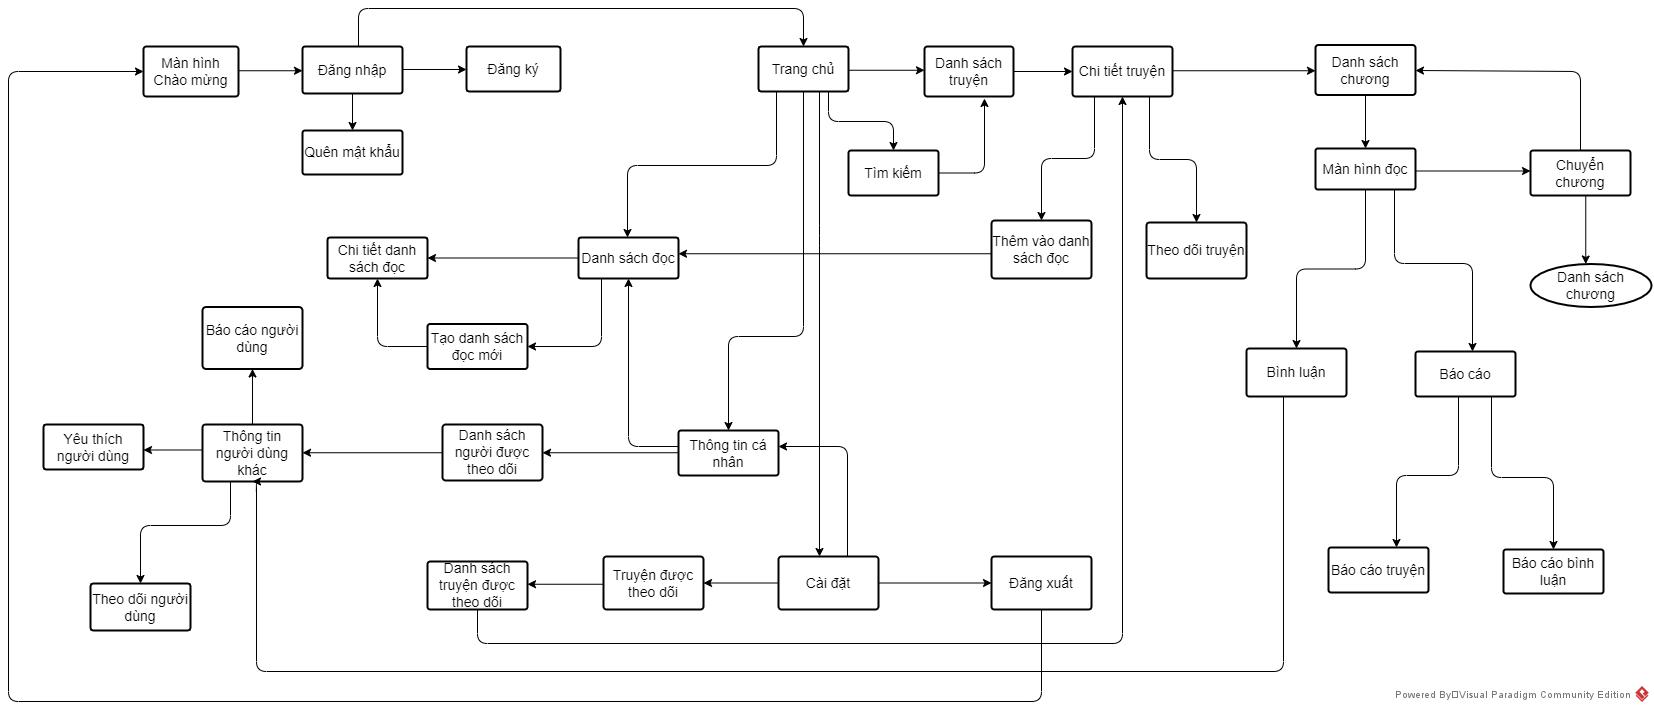 Màn hình
Chào mừng
Đăng nhập
Đăng ký
Trang chủ
Danh sách
truyện
Chi tiết truyện
Danh sách
chương
Quên mật khẩu
Tìm kiếm
Màn hình đọc
Chuyển
chương
Chi tiết danh
sách đọc
Danh sách đọc
Thêm vào danh
sách đọc
Theo dõi truyện
Danh sách
chương
Báo cáo người
dùng
Tạo danh sách
đọc mới
Bình luận
Báo cáo
Yêu thích
người dùng
Thông tin
người dùng
khác
Danh sách
người được
theo dõi
Thông tin cá
nhân
Theo dõi người
dùng
Danh sách
truyện được
theo dõi
Truyện được
theo dõi
Cài đặt
Đăng xuất
Báo cáo truyện
Báo cáo bình
luận
Powered By□Visual Paradigm Community Edition